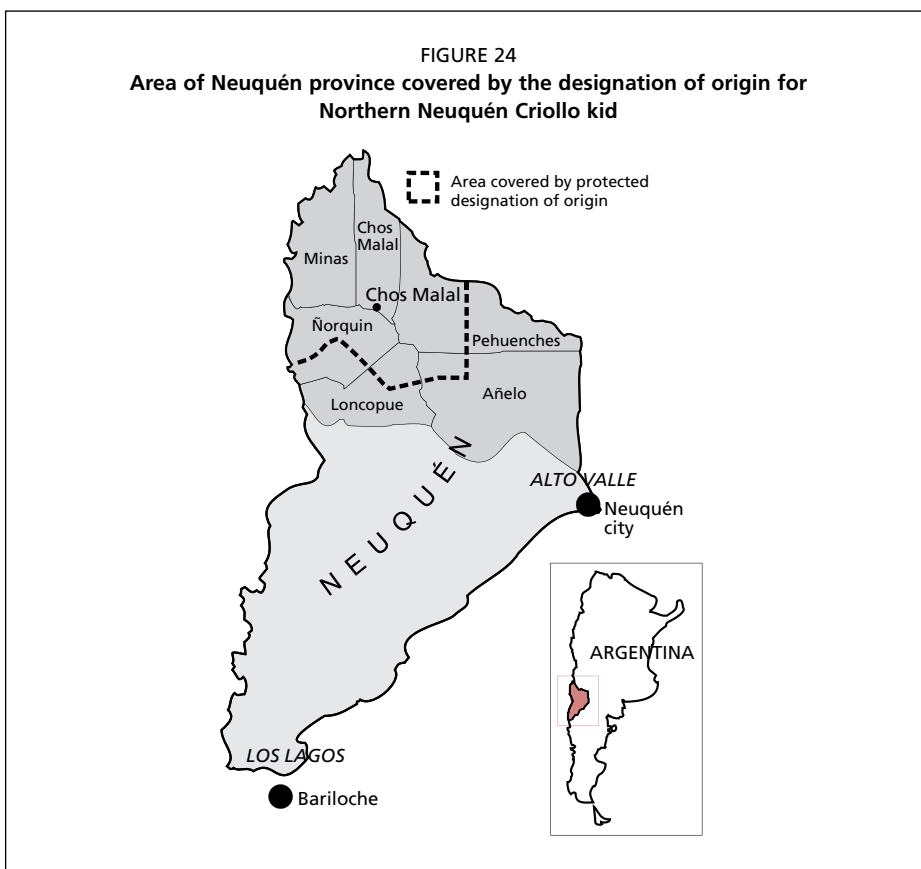 FIGURE 24
Area of Neuquén province covered by the designation of origin for
Northern Neuquén Criollo kid
Area covered by protected
designation of origin
Chos
Malal
Minas
Chos Malal
Ñorquin
Pehuenches
Loncopue
Añelo
NEUQUÉN
ALTO VALLE
Neuquén
city
ARGENTINA
LOS LAGOS
Bariloche